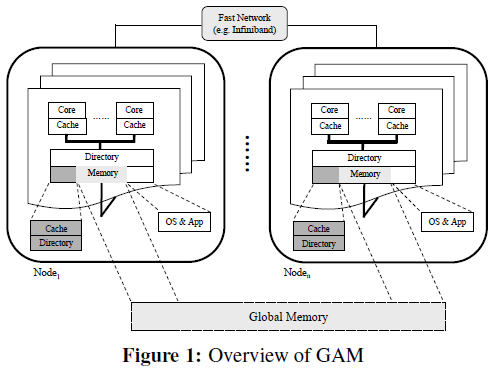 Fast Network
(e.g. Infiniband)
Core
Cache
......
Core
Cache
Directory
Memory
Cache
Directory
OS & App
Node1
......
Core
Cache
......
Core
Cache
Directory
Memory
Cache
Directory
OS & App
Noden
Global Memory
Figure 1: Overview of GAM